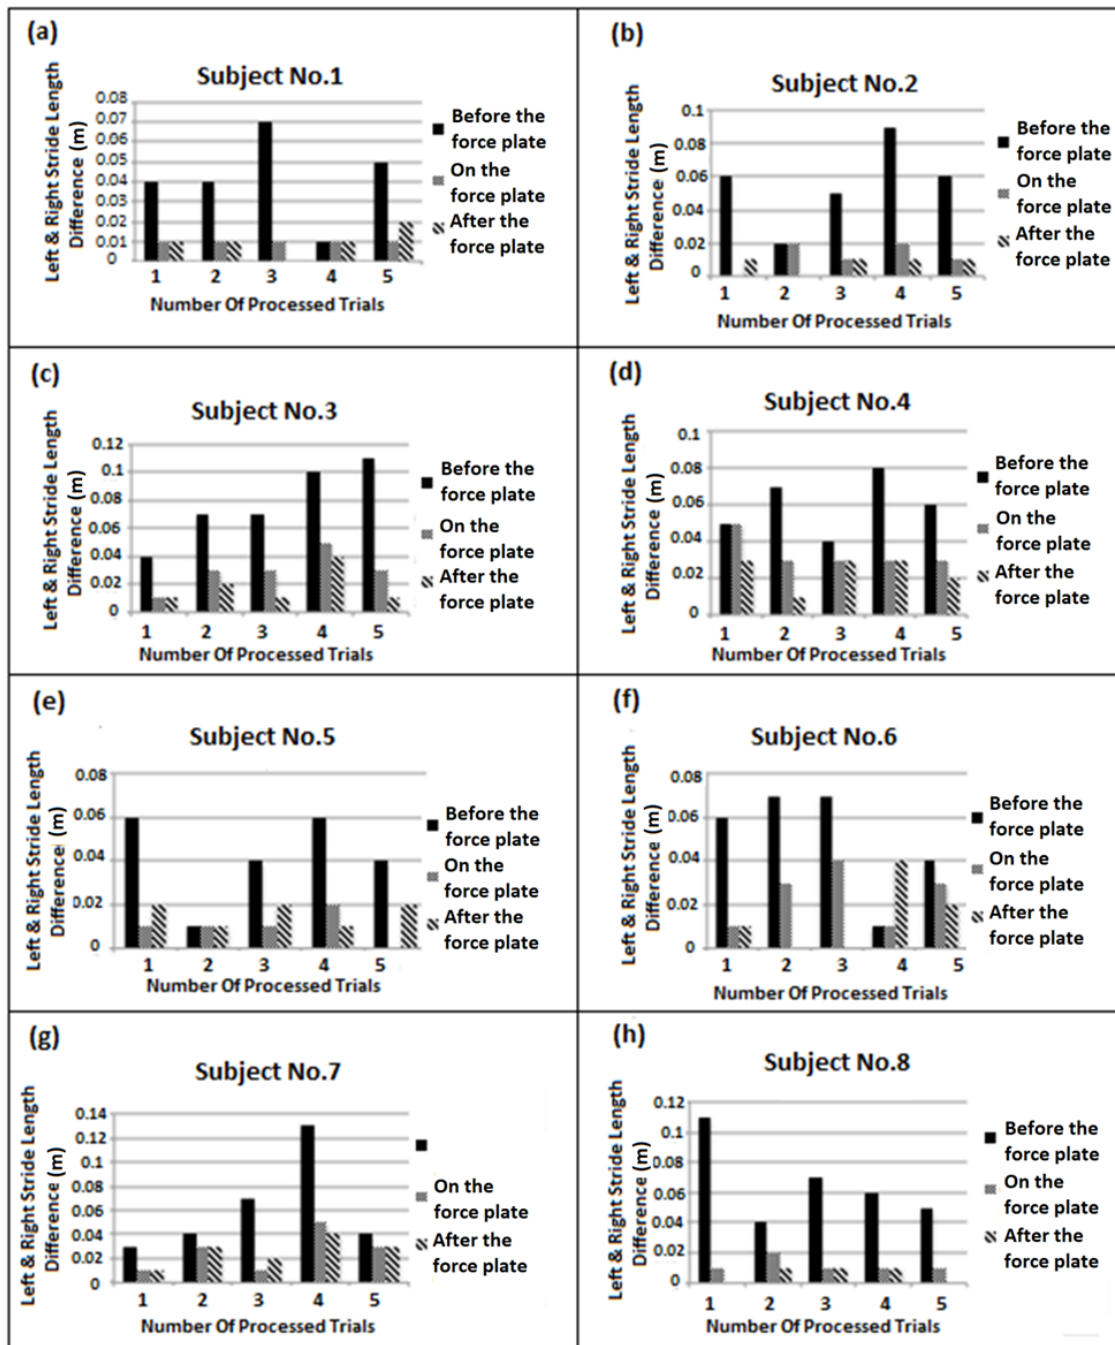 (a)
Subject No.1
Left & Right Stride Length
Difference (m)
0.08
0.07
0.06
0.05
0.04
0.03
0.02
0.01
0
1 2 3 4 5
Number Of Processed Trials
Before the
force plate
On the
force plate
After the
force plate
(b)
Subject No.2
Left & Right Stride Length
Difference (m)
0.1
0.08
0.06
0.04
0.02
0
1 2 3 4 5
Number Of Processed Trials
Before the
force plate
On the
force plate
After the
force plate
(c)
Subject No.3
Left & Right Stride Length
Difference (m)
0.12
0.1
0.08
0.06
0.04
0.02
0
1 2 3 4 5
Number Of Processed Trials
Before the
force plate
On the
force plate
After the
force plate
(d)
Subject No.4
Left & Right Stride Length
Difference (m)
0.1
0.08
0.06
0.04
0.02
0
1 2 3 4 5
Number Of Processed Trials
Before the
force plate
On the
force plate
After the
force plate
(e)
Subject No.5
Left & Right Stride Length
Difference (m)
0.08
0.06
0.04
0.02
0
1 2 3 4 5
Number Of Processed Trials
Before the
force plate
On the
force plate
After the
force plate
(f)
Subject No.6
Left & Right Stride Length
Difference (m)
0.08
0.06
0.04
0.02
0
1 2 3 4 5
Number Of Processed Trials
Before the
force plate
On the
force plate
After the
force plate
(g)
Subject No.7
Left & Right Stride Length
Difference (m)
0.14
0.12
0.1
0.08
0.06
0.04
0.02
0
1 2 3 4 5
Number Of Processed Trials
On the
force plate
After the
force plate
(h)
Subject No.8
Left & Right Stride Length
Difference (m)
0.12
0.1
0.08
0.06
0.04
0.02
0
1 2 3 4 5
Number Of Processed Trials
Before the
force plate
On the
force plate
After the
force plate